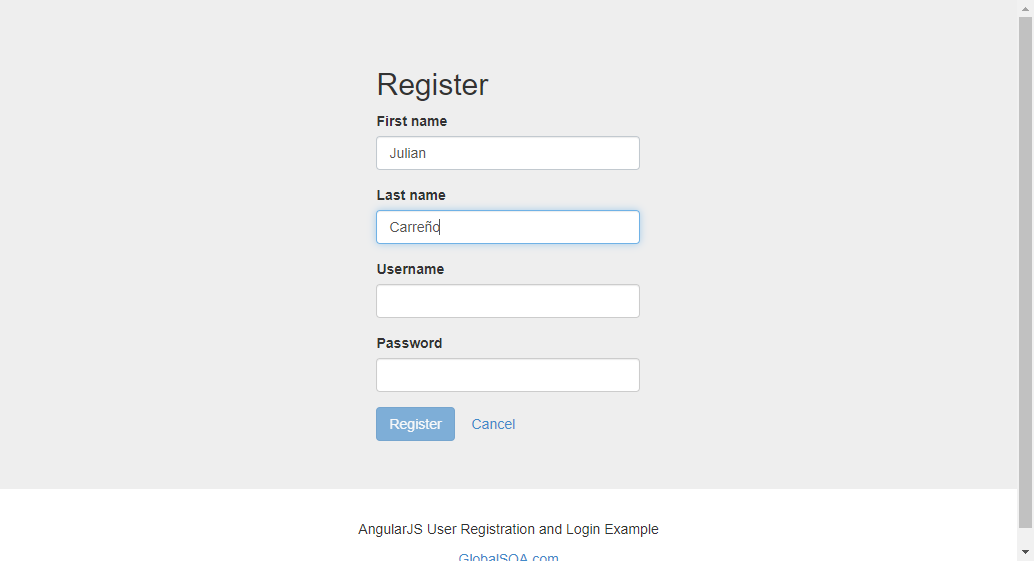 Register
First name
Julian
Last name
Carreño
Username
Password
Register Cancel
AngularJS User Registration and Login Example
GlobalSQA.com